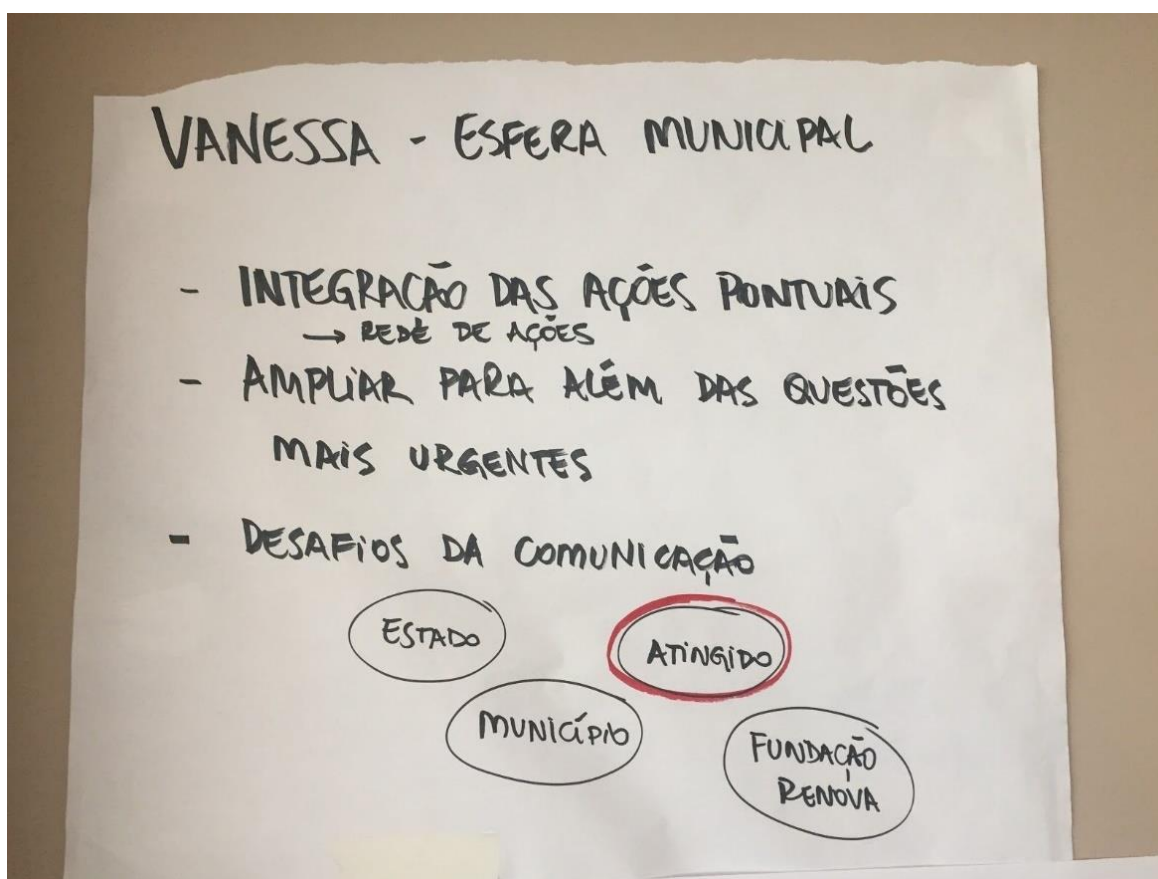 VANESSA - ESFERA MUNICIPAL
- INTEGRAÇÃO DAS AÇÕES PONTUAIS
→ REDE DE AÇÕES
- AMPLIAR PARA ALÉM DAS QUESTÕES
MAIS URGENTES
- DESAFIOS DA COMUNICAÇÃO
ESTADO
ATINGIDO
MUNICÍPIO
FUNDAÇÃO
RENOVA